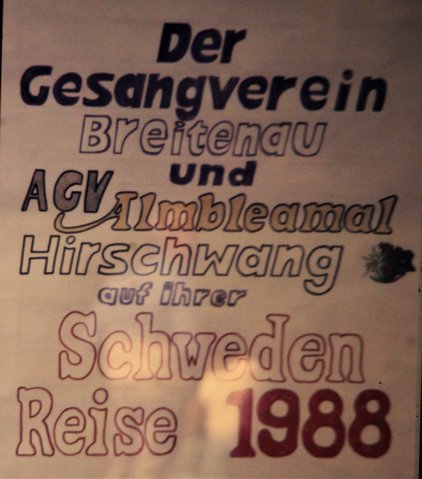 Der
Gesangverein
Breitenau
und
AGV Almbleamal
Hirschwang
auf ihrer
Schweden
Reise 1988